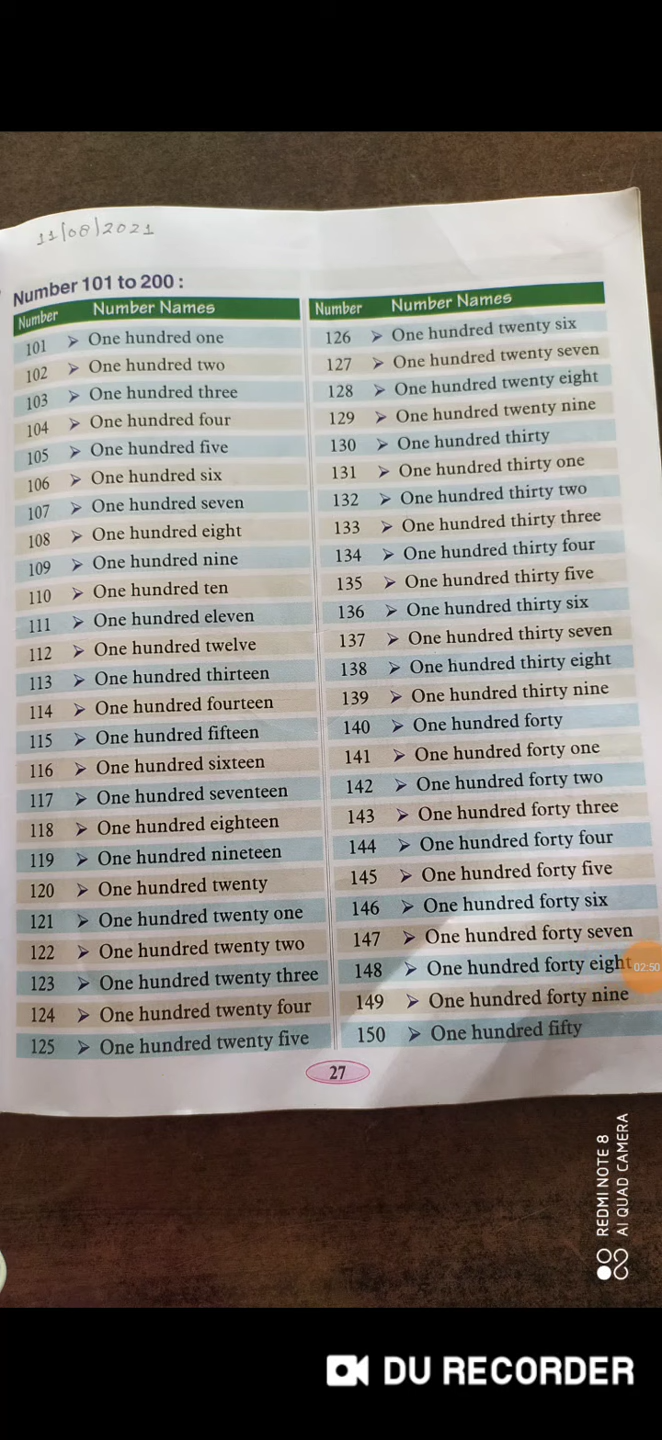 11/08/2021
Number 101 to 200 :
Number Number Names
101 ➢ One hundred one
102 ➢ One hundred two
103 ➢ One hundred three
104 ➢ One hundred four
105 ➢ One hundred five
106 ➢ One hundred six
107 ➢ One hundred seven
108 ➢ One hundred eight
109 ➢ One hundred nine
110 ➢ One hundred ten
111 ➢ One hundred eleven
112 ➢ One hundred twelve
113 ➢ One hundred thirteen
114 ➢ One hundred fourteen
115 ➢ One hundred fifteen
116 ➢ One hundred sixteen
117 ➢ One hundred seventeen
118 ➢ One hundred eighteen
119 ➢ One hundred nineteen
120 ➢ One hundred twenty
121 ➢ One hundred twenty one
122 ➢ One hundred twenty two
123 ➢ One hundred twenty three
124 ➢ One hundred twenty four
125 ➢ One hundred twenty five
Number Number Names
126 ➢ One hundred twenty six
127 ➢ One hundred twenty seven
128 ➢ One hundred twenty eight
129 ➢ One hundred twenty nine
130 ➢ One hundred thirty
131 ➢ One hundred thirty one
132 ➢ One hundred thirty two
133 ➢ One hundred thirty three
134 ➢ One hundred thirty four
135 ➢ One hundred thirty five
136 ➢ One hundred thirty six
137 ➢ One hundred thirty seven
138 ➢ One hundred thirty eight
139 ➢ One hundred thirty nine
140 ➢ One hundred forty
141 ➢ One hundred forty one
142 ➢ One hundred forty two
143 ➢ One hundred forty three
144 ➢ One hundred forty four
145 ➢ One hundred forty five
146 ➢ One hundred forty six
147 ➢ One hundred forty seven
148 ➢ One hundred forty eight
149 ➢ One hundred forty nine
150 ➢ One hundred fifty
27
02:50
REDMI NOTE 8
AI QUAD CAMERA
DU RECORDER